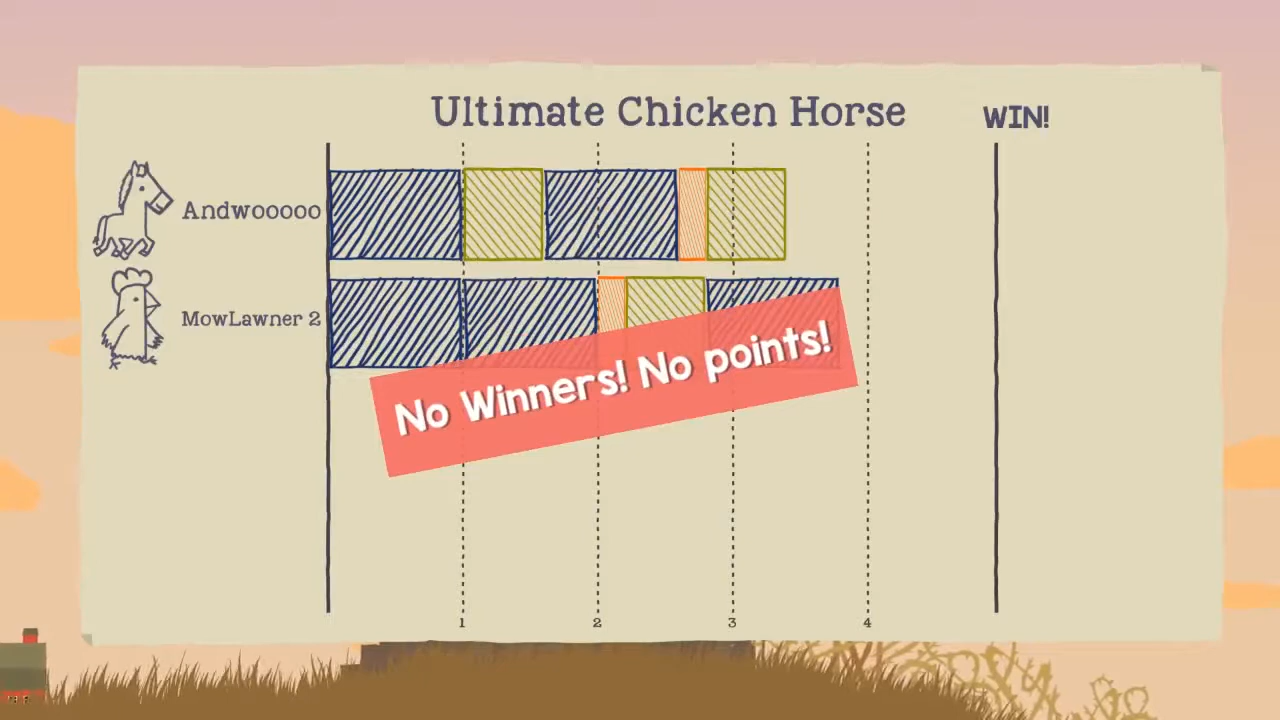 Ultimate Chicken Horse
WIN!
Andwooooo
MowLawner 2
No Winners! No points!
1 2 3 4